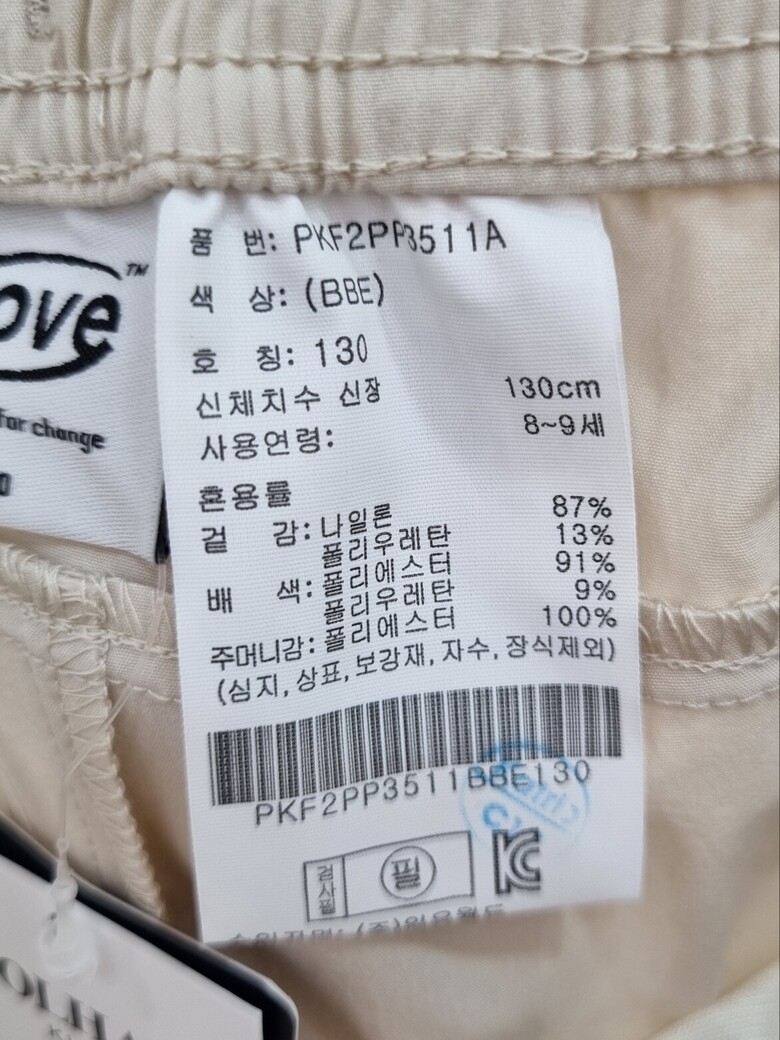 품 번: PKF2PP3511A
색 상: (BBE)
호 칭: 130
신체치수 신장 130cm
사용연령: 8~9세
혼용률
겉 감: 나일론 87%
폴리우레탄 13%
배 색: 폴리에스터 91%
폴리우레탄 9%
주머니감: 폴리에스터 100%
(심지, 상표, 보강재, 자수, 장식제외)
PKF2PP3511BBE130
검사필
필
KC
ove™
for change
0
OLHA